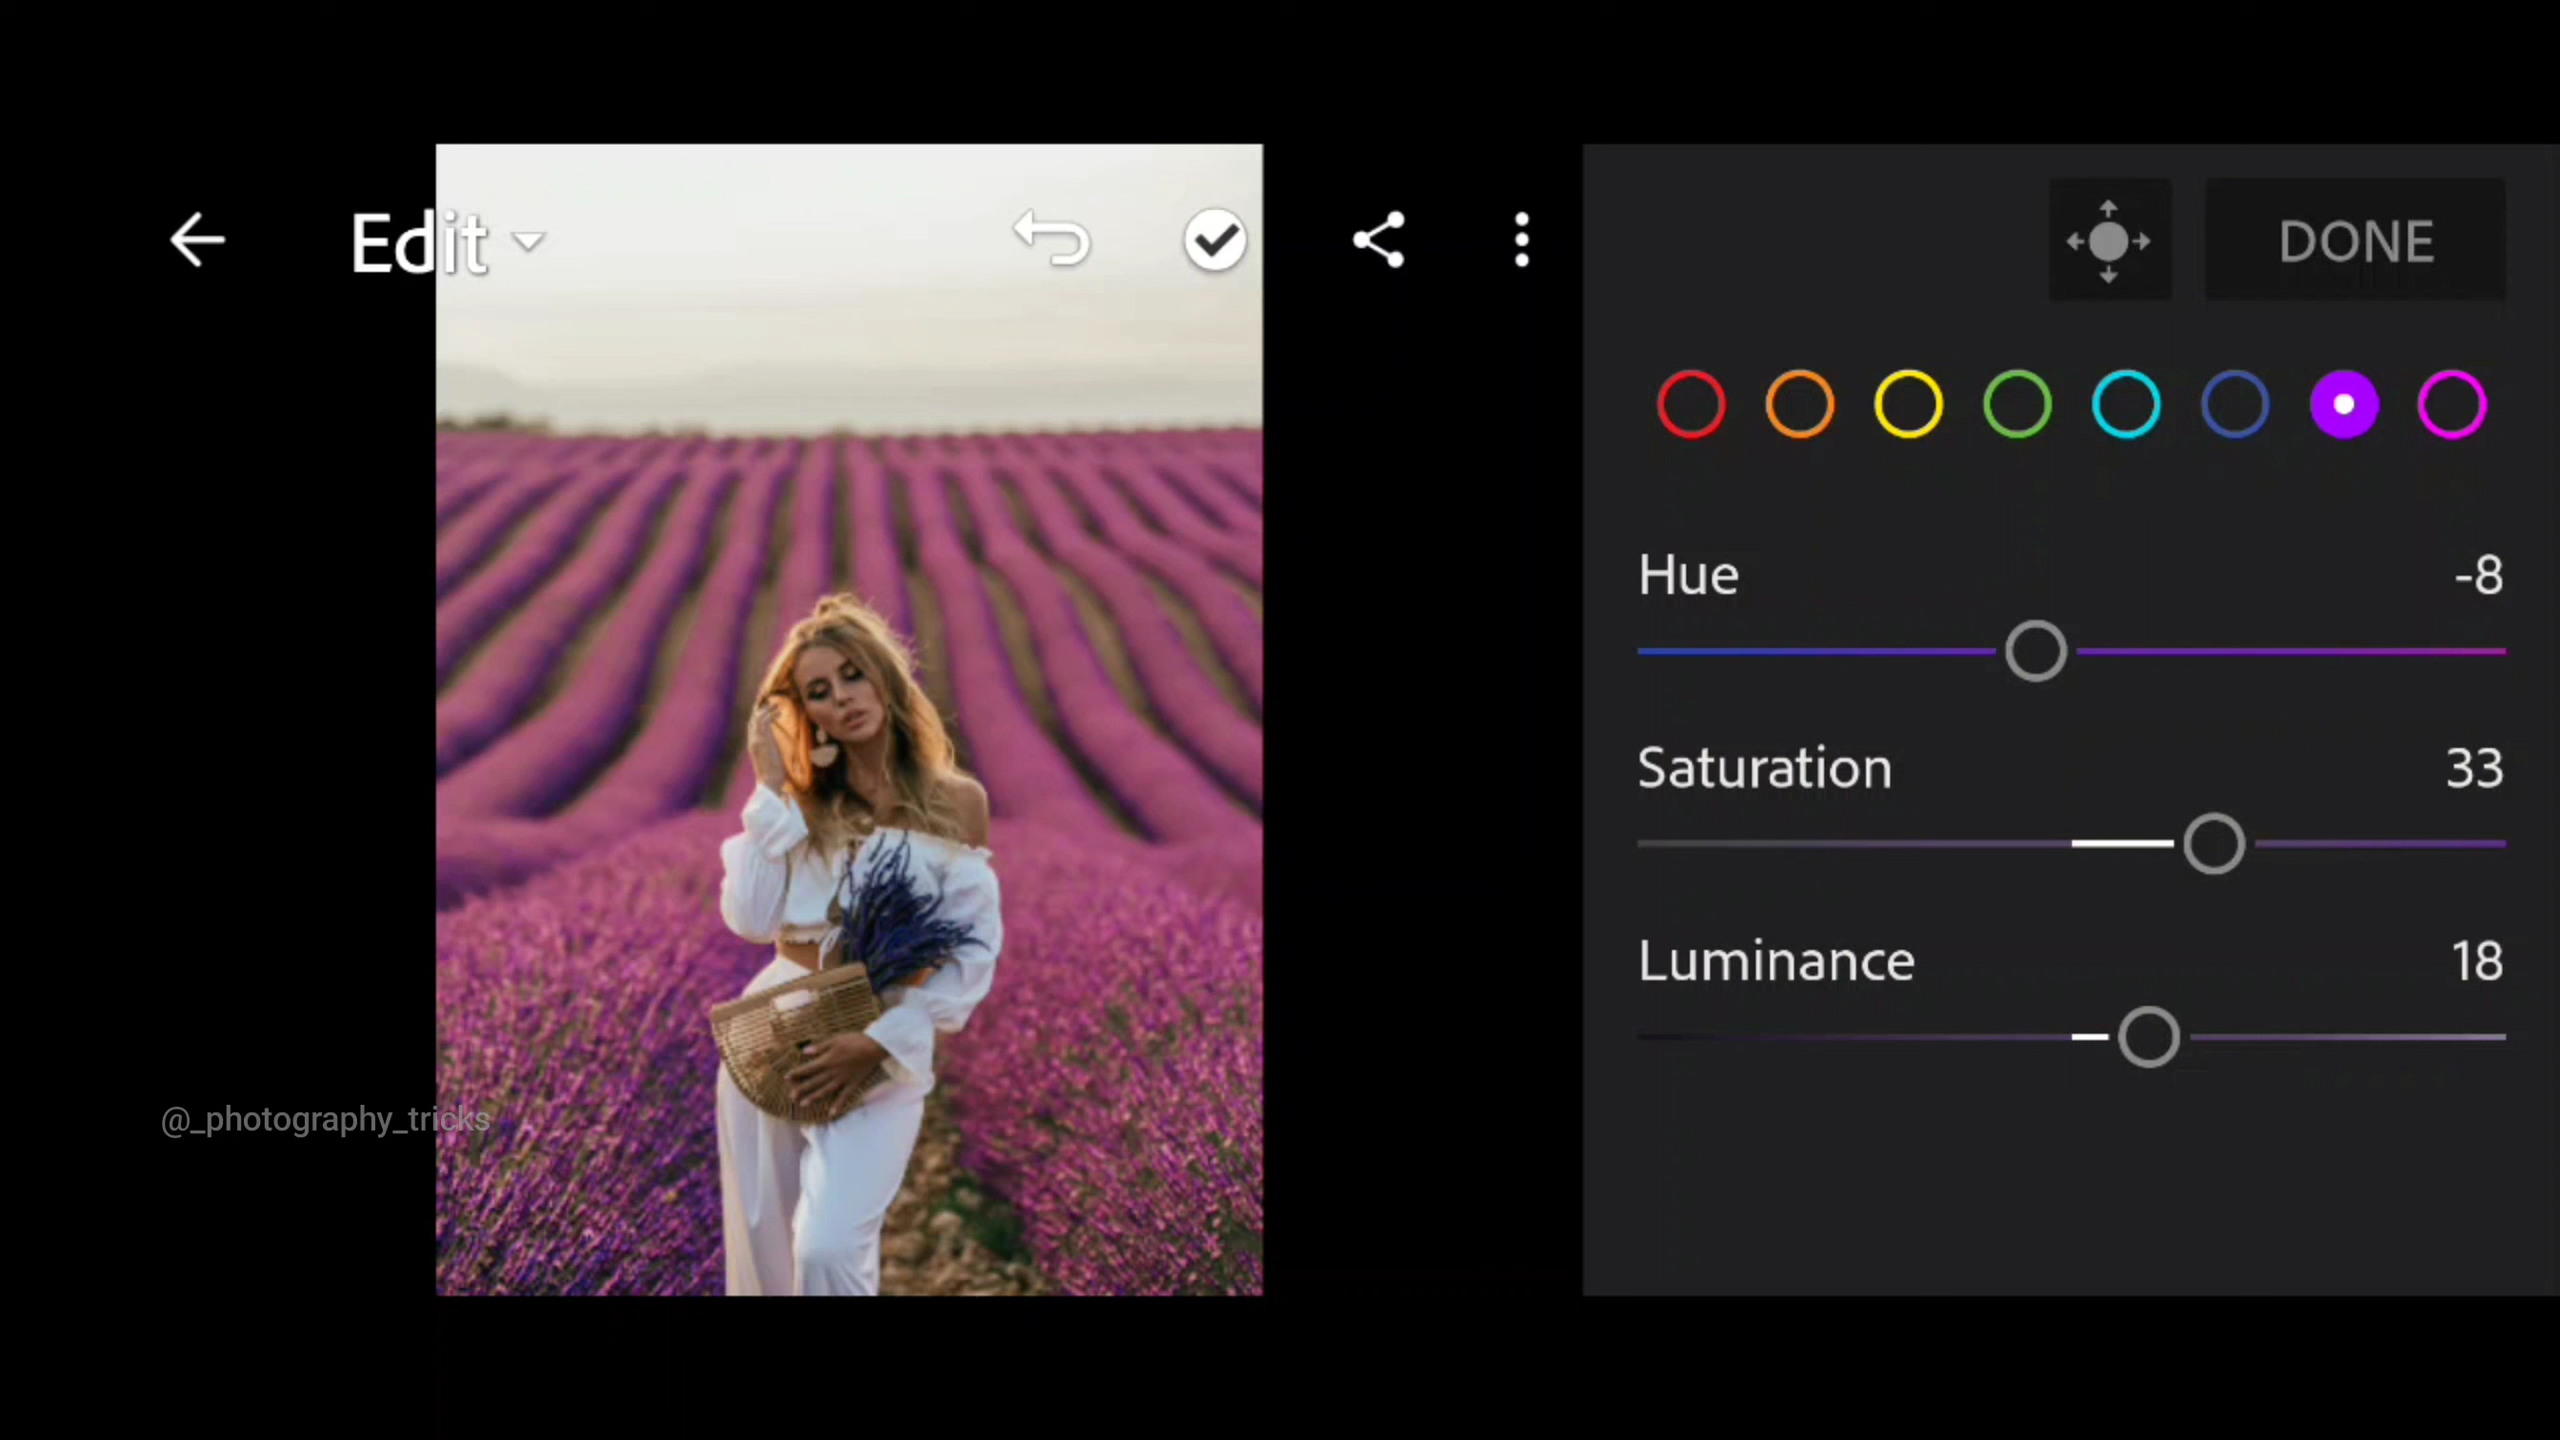 Edit
DONE
Hue -8
Saturation 33
Luminance 18
@_photography_tricks